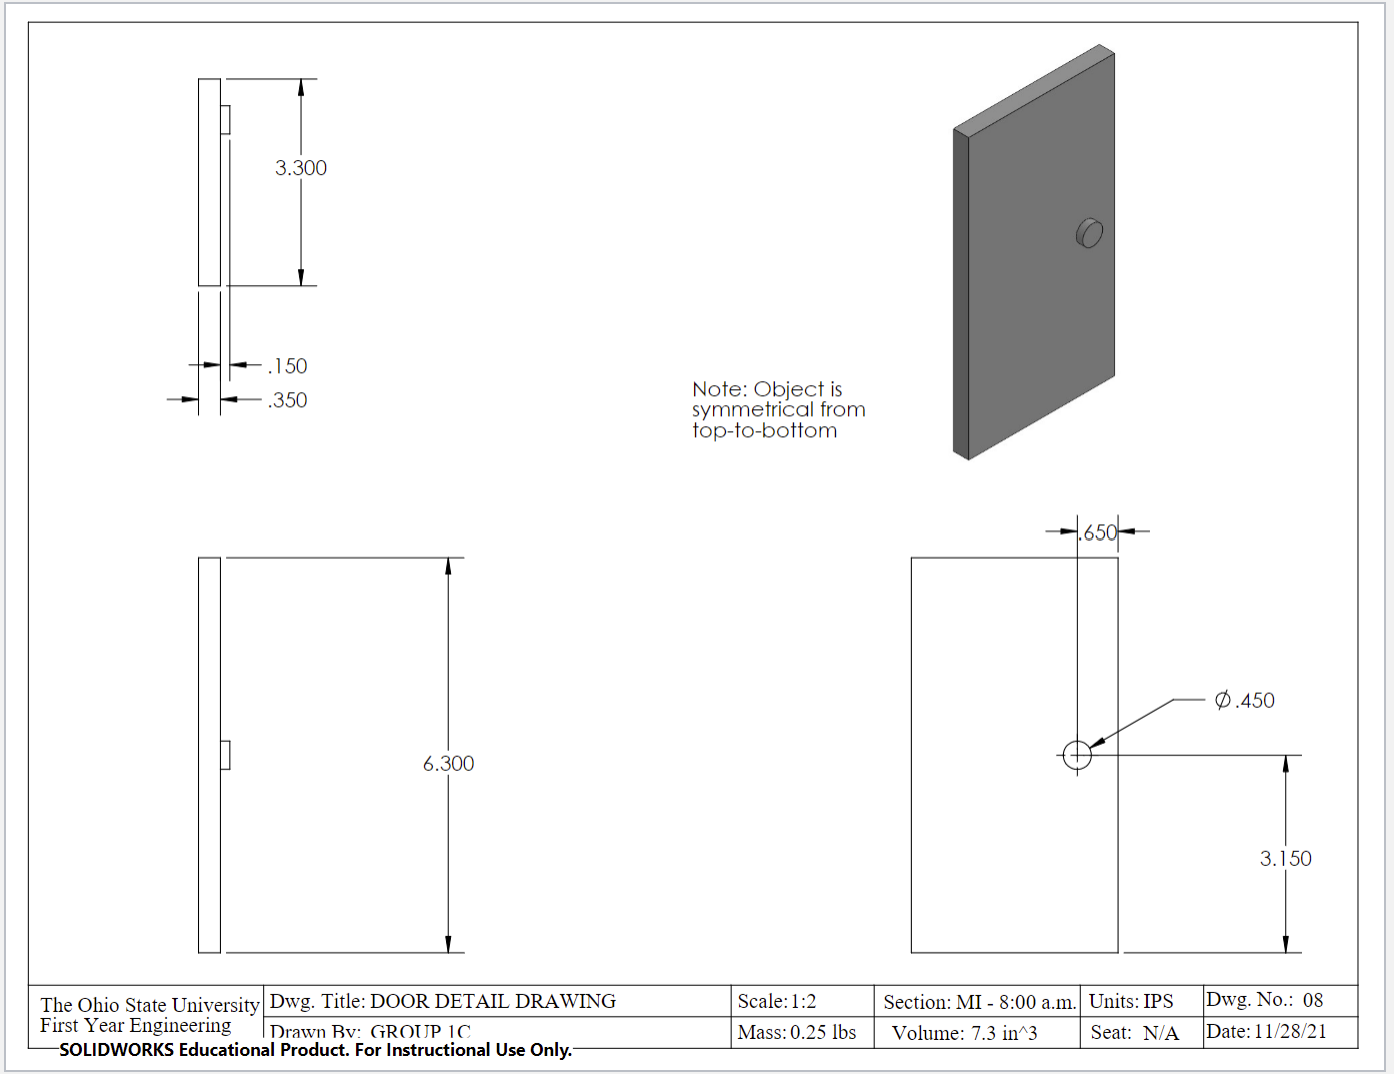 3.300
.150
.350
Note: Object is
symmetrical from
top-to-bottom
.650
6.300
Ø.450
3.150
The Ohio State University
First Year Engineering
Dwg. Title: DOOR DETAIL DRAWING
Drawn By: GROUP 1C
Scale: 1:2
Mass: 0.25 lbs
Section: MI - 8:00 a.m.
Volume: 7.3 in^3
Units: IPS
Seat: N/A
Dwg. No.: 08
Date: 11/28/21
SOLIDWORKS Educational Product. For Instructional Use Only.